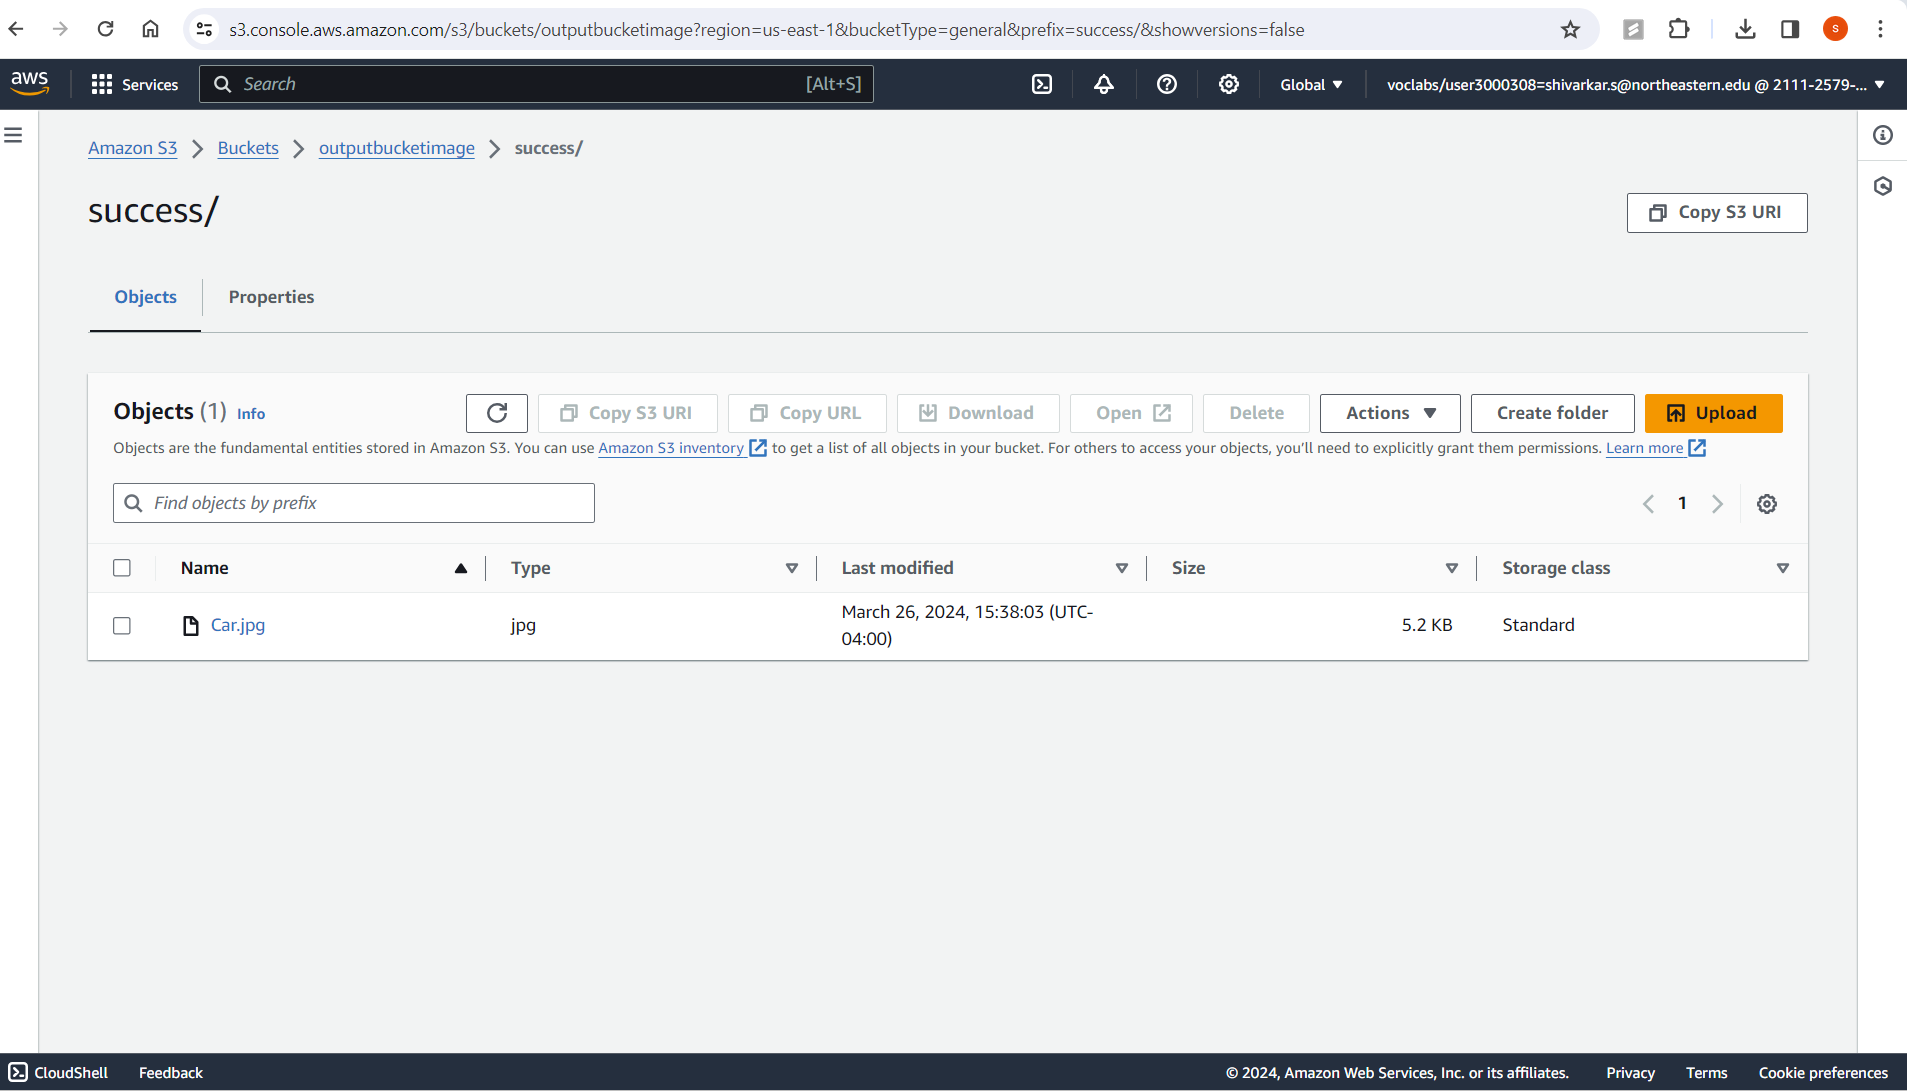 s3.console.aws.amazon.com/s3/buckets/outputbucketimage?region=us-east-1&bucketType=general&prefix=success/&showversions=false
S
aws
Services
Search
[Alt+S]
Global
voclabs/user3000308=shivarkar.s@northeastern.edu @ 2111-2579-...
Amazon S3
Buckets
outputbucketimage
success/
success/
Copy S3 URI
Objects
Properties
Objects (1) Info
Copy S3 URI
Copy URL
Download
Open
Delete
Actions
Create folder
Upload
Objects are the fundamental entities stored in Amazon S3. You can use Amazon S3 inventory to get a list of all objects in your bucket. For others to access your objects, you'll need to explicitly grant them permissions. Learn more
Find objects by prefix
1
Name
Type
Last modified
Size
Storage class
Car.jpg
jpg
March 26, 2024, 15:38:03 (UTC-
04:00)
5.2 KB
Standard
CloudShell
Feedback
© 2024, Amazon Web Services, Inc. or its affiliates.
Privacy
Terms
Cookie preferences